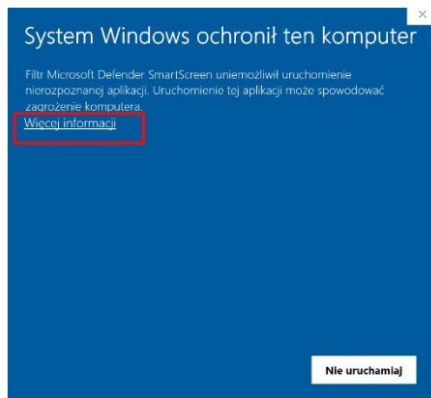 System Windows ochronił ten komputer
Filtr Microsoft Defender SmartScreen uniemożliwił uruchomienie
nierozpoznanej aplikacji. Uruchomienie tej aplikacji może spowodować
zagrożenie komputera.
Więcej informacji
Nie uruchamiaj